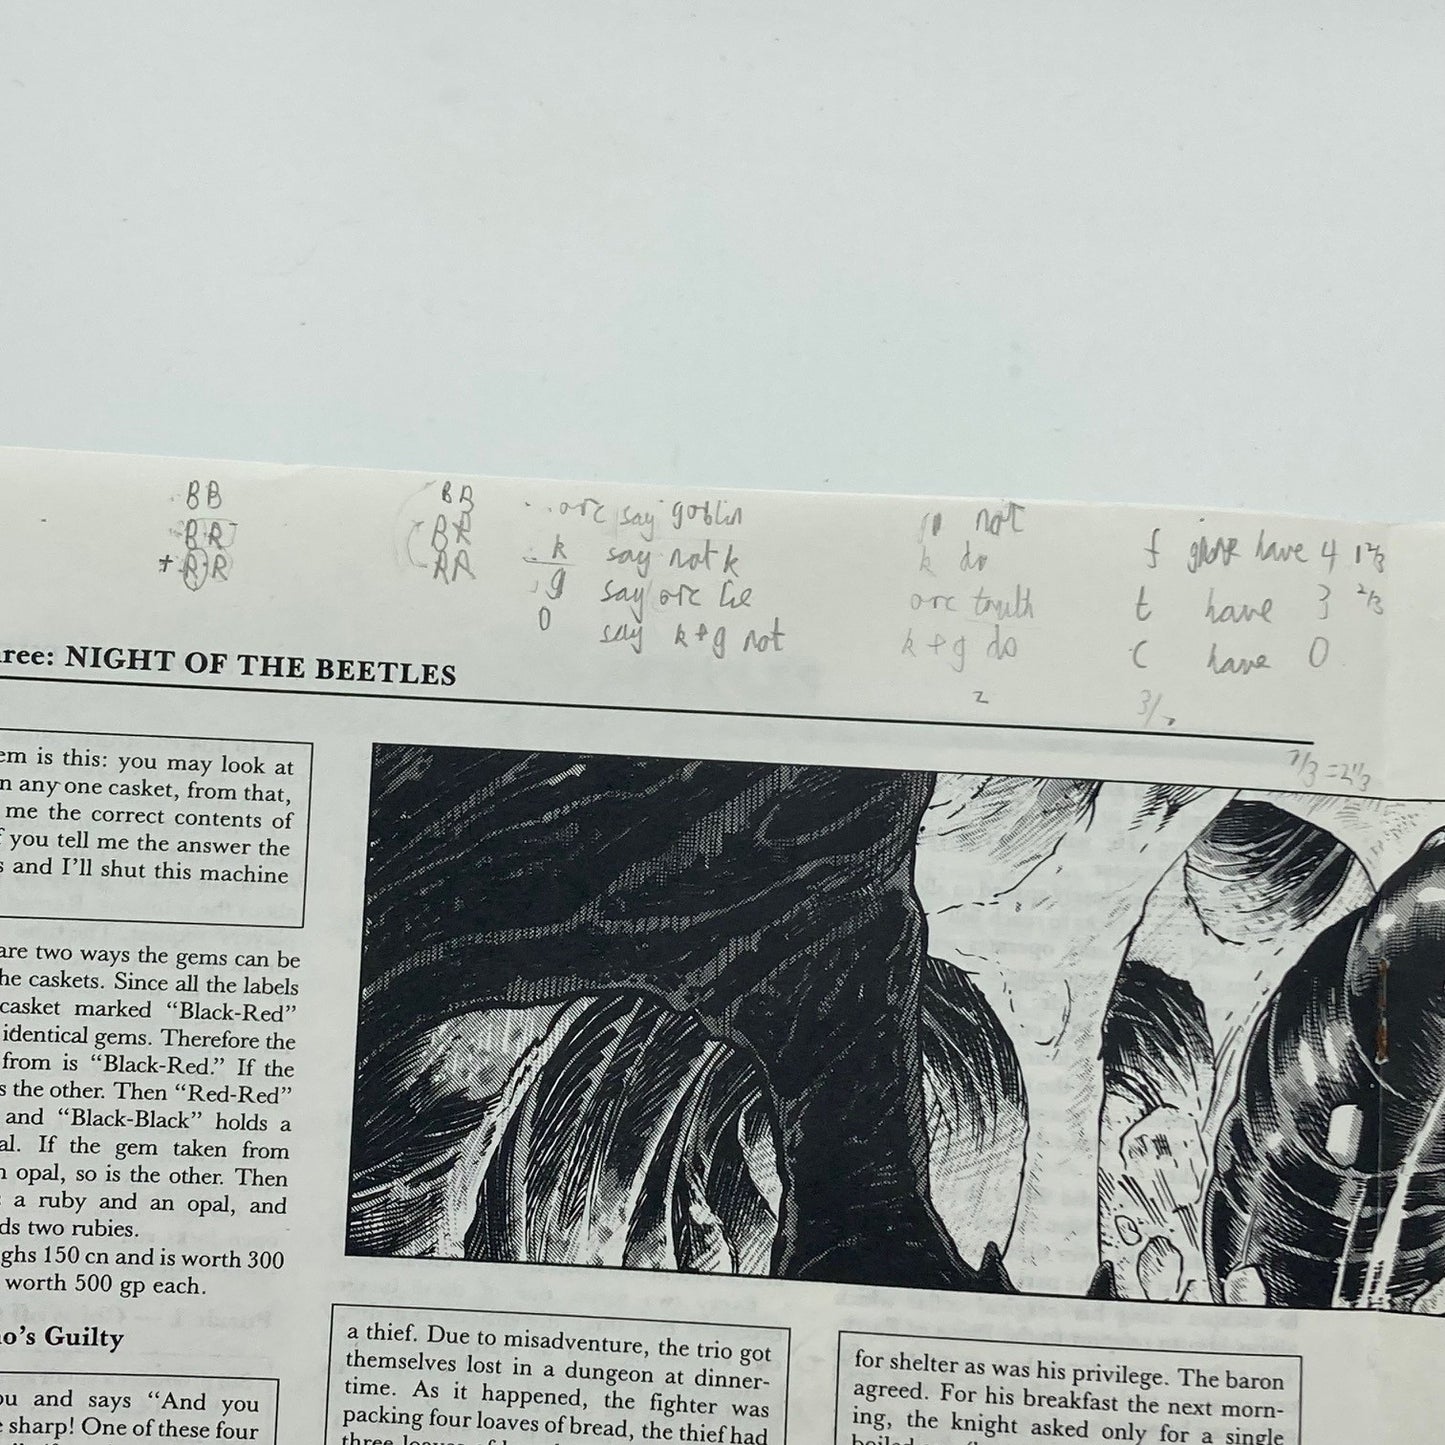 BB
BR
+ RR
BB
BR
RR
orc say goblin
k say not k
g say orc lie
O say k+g not
not
k do
orc truth
k+g do
2
f have 4 1 2/3
t have 3 2/3
C have 0
3/
7/3 = 2 1/3
ree: NIGHT OF THE BEETLES
em is this: you may look at
n any one casket, from that,
me the correct contents of
f you tell me the answer the
s and I'll shut this machine
are two ways the gems can be
he caskets. Since all the labels
casket marked "Black-Red"
identical gems. Therefore the
from is "Black-Red." If the
s the other. Then "Red-Red"
and "Black-Black" holds a
al. If the gem taken from
n opal, so is the other. Then
a ruby and an opal, and
ds two rubies.
ghs 150 cn and is worth 300
worth 500 gp each.
o's Guilty
ou and says "And you
e sharp! One of these four
a thief. Due to misadventure, the trio got
themselves lost in a dungeon at dinner-
time. As it happened, the fighter was
packing four loaves of bread, the thief had
three loaves of
for shelter as was his privilege. The baron
agreed. For his breakfast the next morn-
ing, the knight asked only for a single
boiled